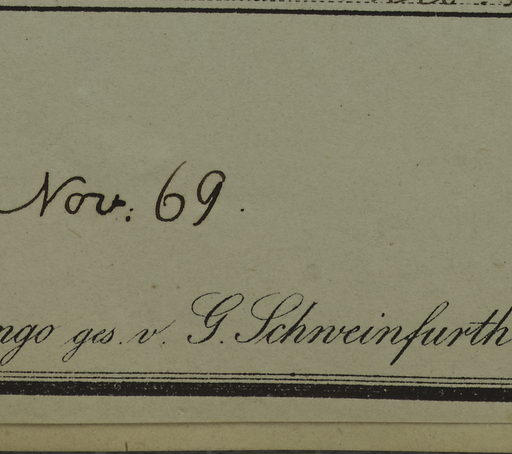 Nov. 69.
ngo ges. v. G. Schweinfurth